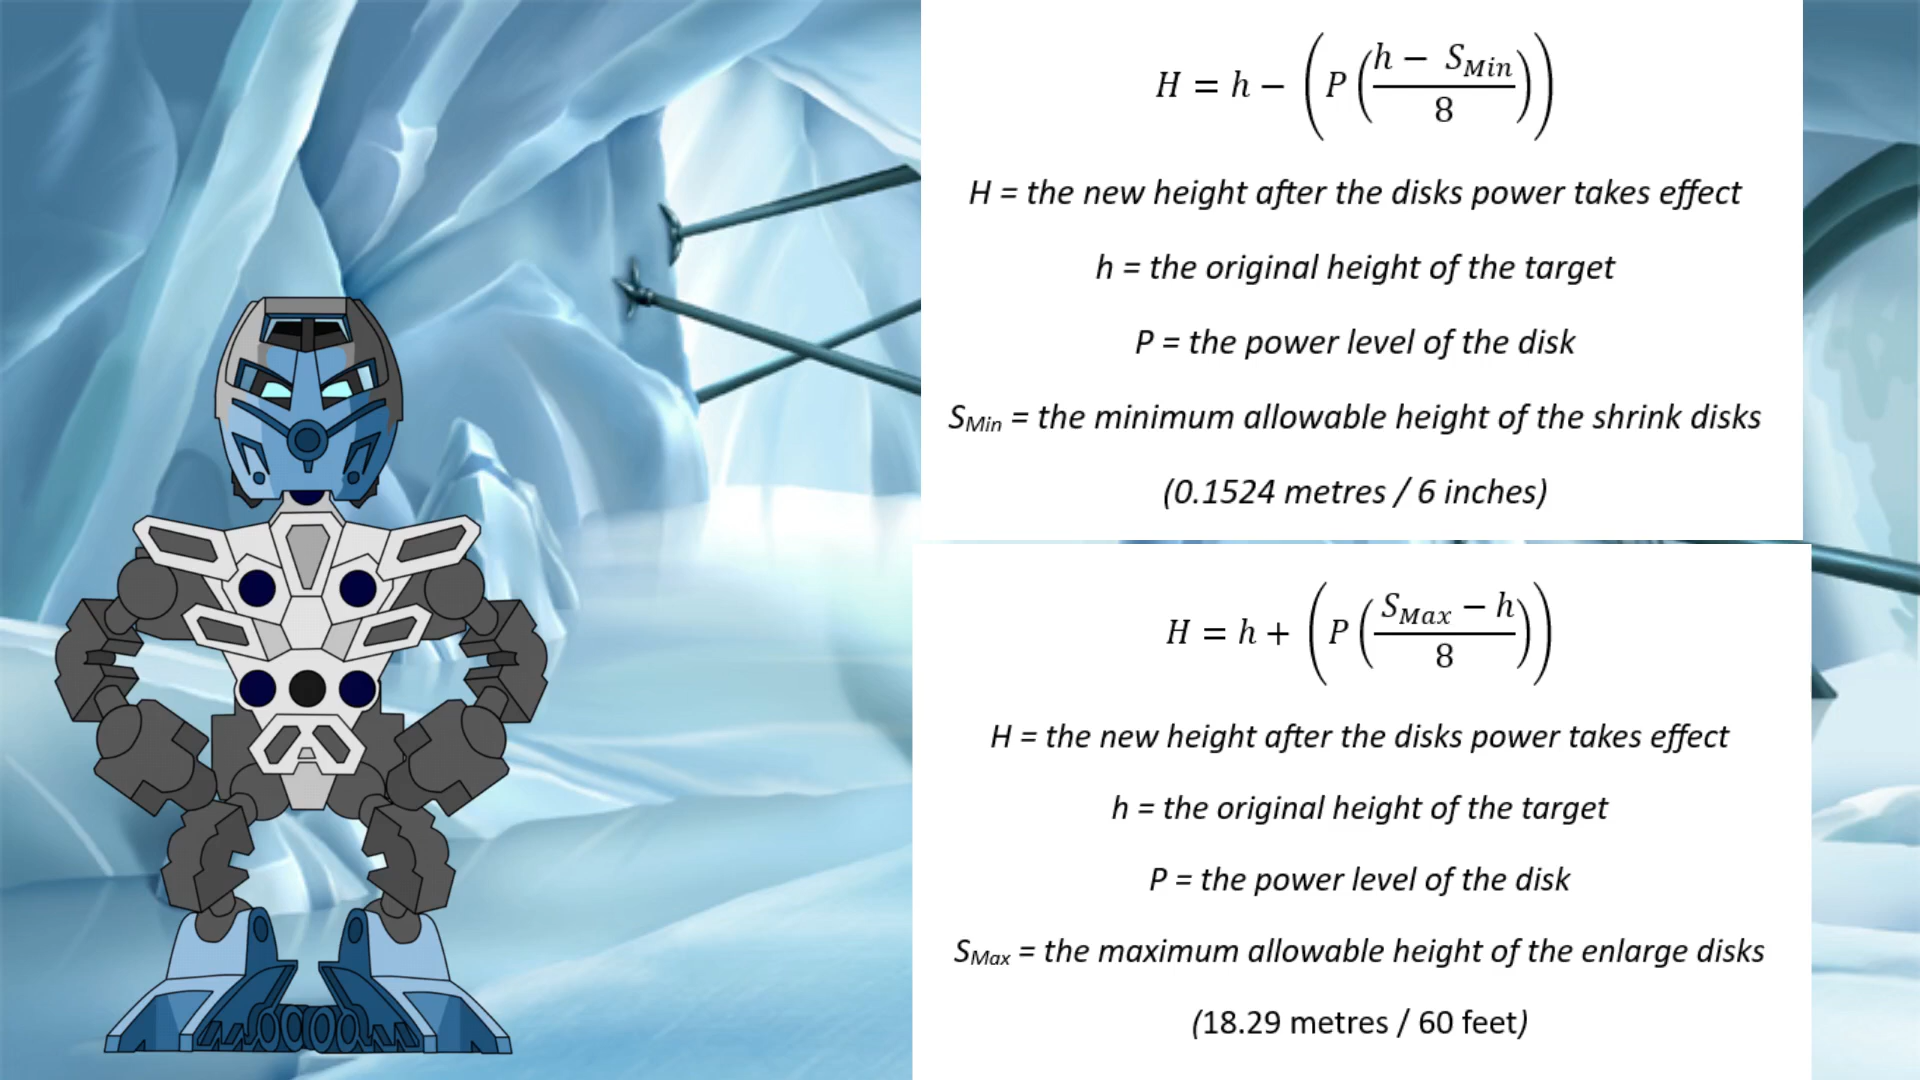 H = h − (P((h − S_Min)/8))
H = the new height after the disks power takes effect
h = the original height of the target
P = the power level of the disk
S_Min = the minimum allowable height of the shrink disks
(0.1524 metres / 6 inches)
H = h + (P((S_Max − h)/8))
H = the new height after the disks power takes effect
h = the original height of the target
P = the power level of the disk
S_Max = the maximum allowable height of the enlarge disks
(18.29 metres / 60 feet)